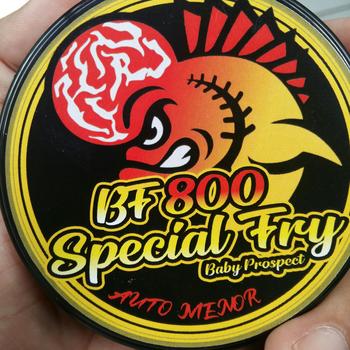 BF 800
Special Fry
Baby Prospect
AUTO MENOR